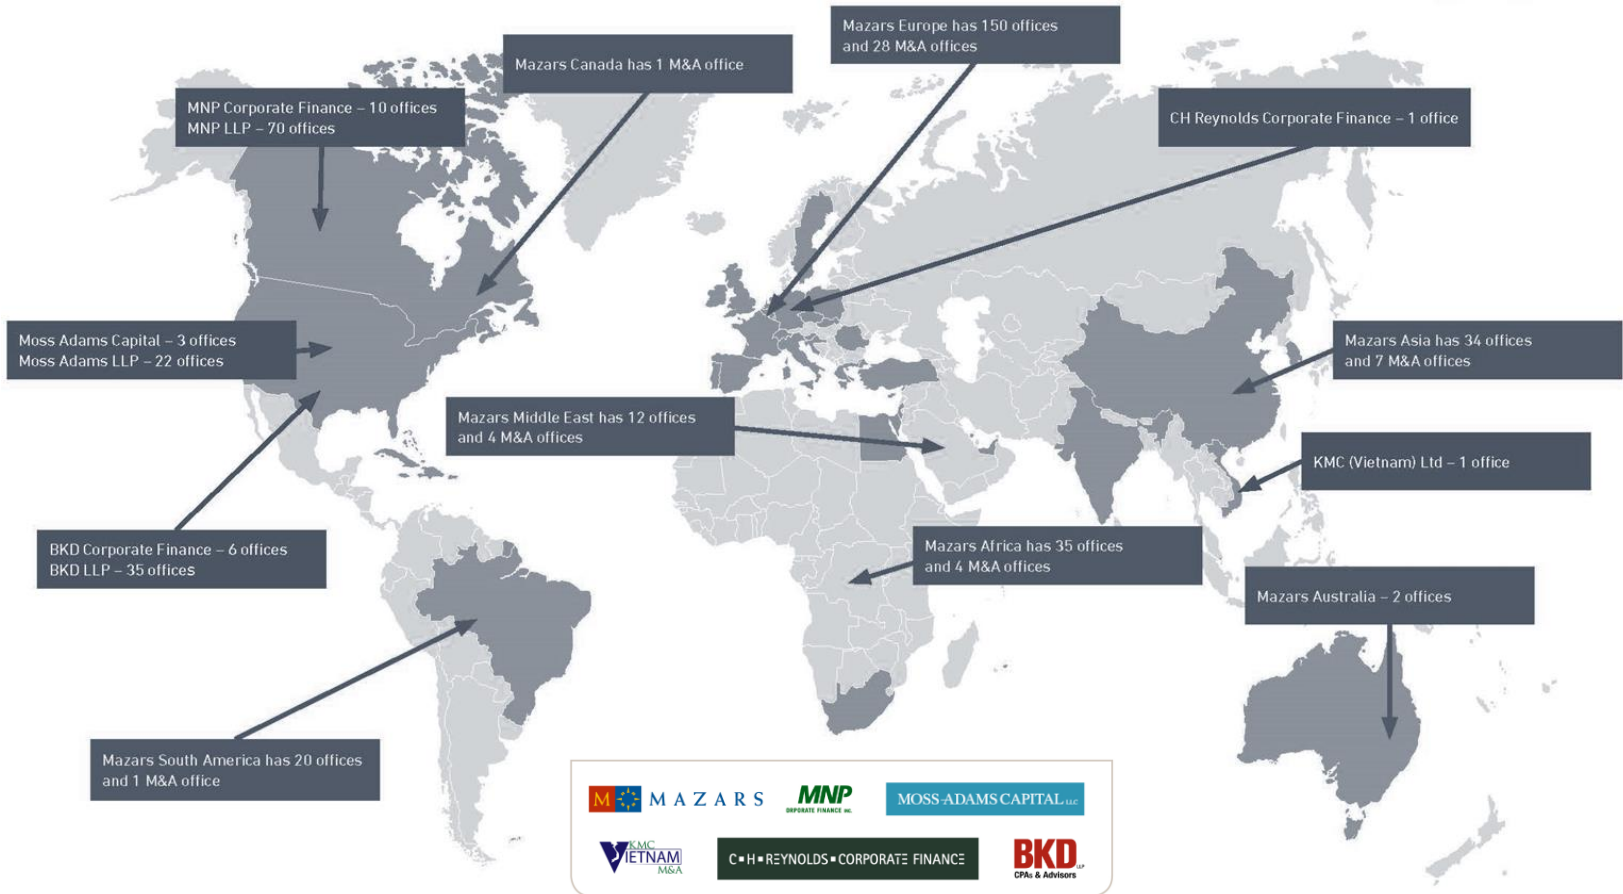 Mazars Europe has 150 offices
and 28 M&A offices
Mazars Canada has 1 M&A office
MNP Corporate Finance – 10 offices
MNP LLP – 70 offices
CH Reynolds Corporate Finance – 1 office
Moss Adams Capital – 3 offices
Moss Adams LLP – 22 offices
Mazars Asia has 34 offices
and 7 M&A offices
Mazars Middle East has 12 offices
and 4 M&A offices
KMC (Vietnam) Ltd – 1 office
BKD Corporate Finance – 6 offices
BKD LLP – 35 offices
Mazars Africa has 35 offices
and 4 M&A offices
Mazars Australia – 2 offices
Mazars South America has 20 offices
and 1 M&A office
M MAZARS
MNP
ORPORATE FINANCE INC.
MOSS-ADAMS CAPITAL LLC
KMC
VIETNAM
M&A
C▪H▪REYNOLDS▪CORPORATE FINANCE
BKD LLP
CPAs & Advisors